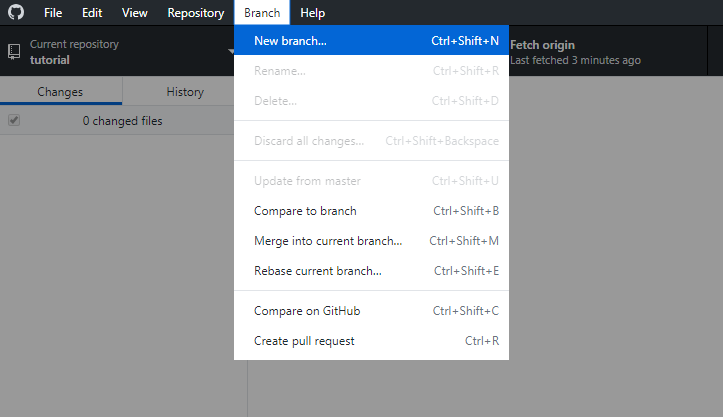 File Edit View Repository Branch Help
Current repository
tutorial
Fetch origin
Last fetched 3 minutes ago
Changes History
0 changed files
New branch... Ctrl+Shift+N
Rename... Ctrl+Shift+R
Delete... Ctrl+Shift+D
Discard all changes... Ctrl+Shift+Backspace
Update from master Ctrl+Shift+U
Compare to branch Ctrl+Shift+B
Merge into current branch... Ctrl+Shift+M
Rebase current branch... Ctrl+Shift+E
Compare on GitHub Ctrl+Shift+C
Create pull request Ctrl+R